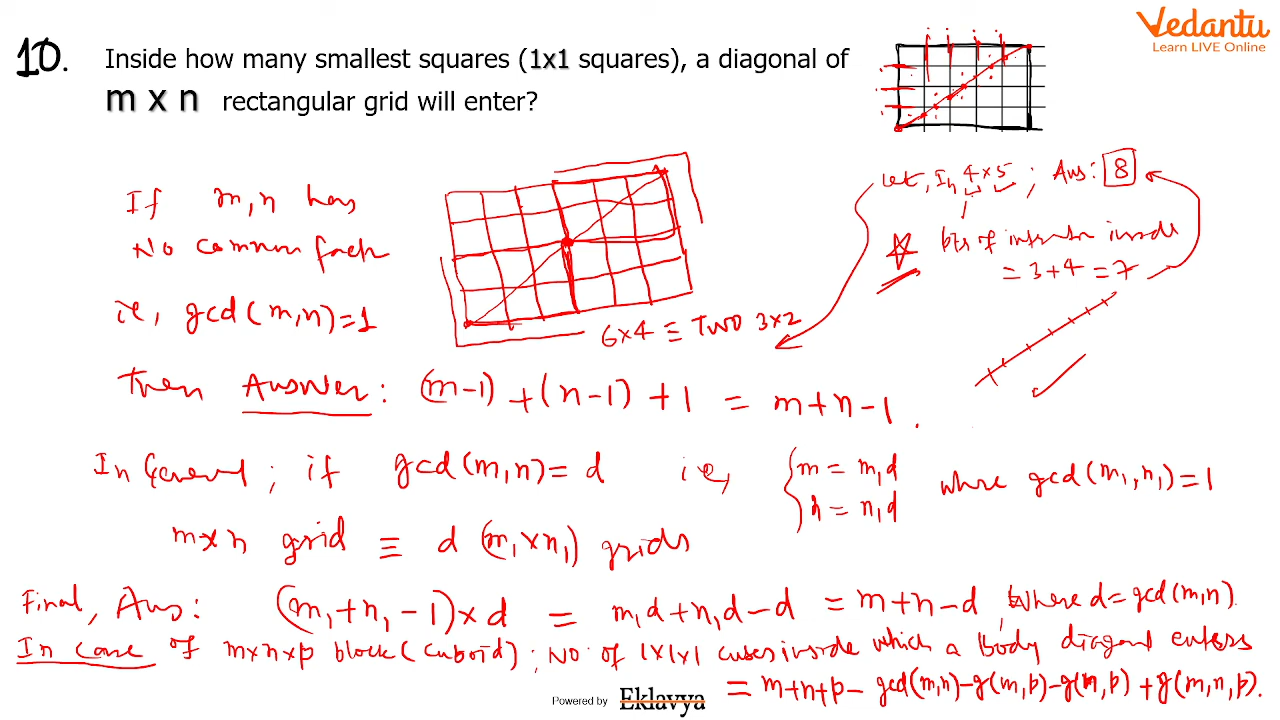 Vedantu
Learn LIVE Online
10. Inside how many smallest squares (1x1 squares), a diagonal of
m x n rectangular grid will enter?
Let, In 4×5 ; Ans: 8
If m,n has
No common
pts of inside
= 3+4 = 7
ie, gcd(m,n)=1
6×4 ≡ TWO 3×2
Then Answer: (m-1) + (n-1) + 1 = m+n-1.
In General; if gcd(m,n)= d ie, m = m₁d
n = n₁d
where gcd(m₁,n₁)=1
m×n grid ≡ d (m₁×n₁) grids
Final, Ans: (m₁+n₁-1)×d = m₁d+n₁d-d = m+n-d, where d=gcd(m,n).
In case of m×n×p block(cuboid); No. of 1×1×1 cubes inside which a Body diagonal enters
= m+n+p- gcd(m,n)-g(m,p)-g(n,p)+g(m,n,p).
Powered by Eklavya